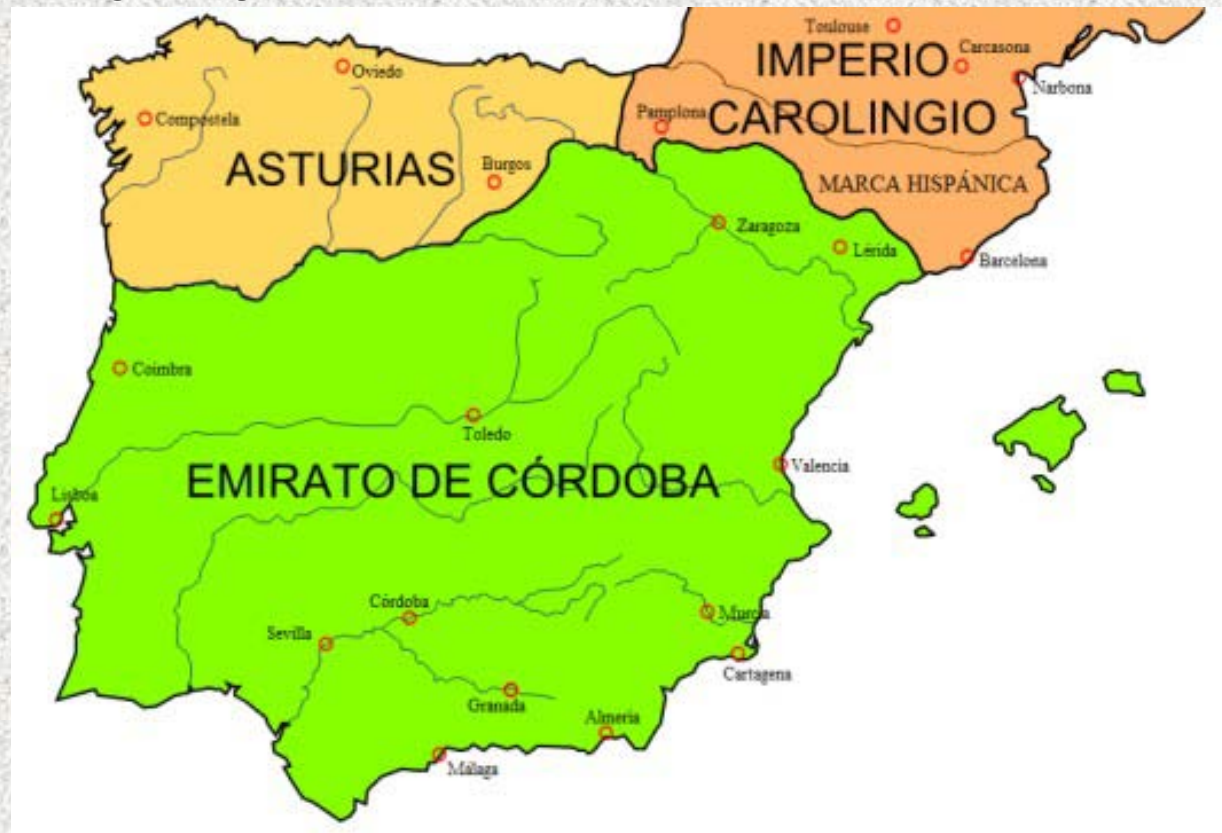 Toulouse
IMPERIO
Carcasona
Oviedo
Narbona
Pamplona
CAROLINGIO
Compostela
ASTURIAS
Burgos
MARCA HISPÁNICA
Zaragoza
Lérida
Barcelona
Coimbra
Toledo
EMIRATO DE CÓRDOBA
Valencia
Lisboa
Córdoba
Murcia
Sevilla
Cartagena
Granada
Almería
Málaga